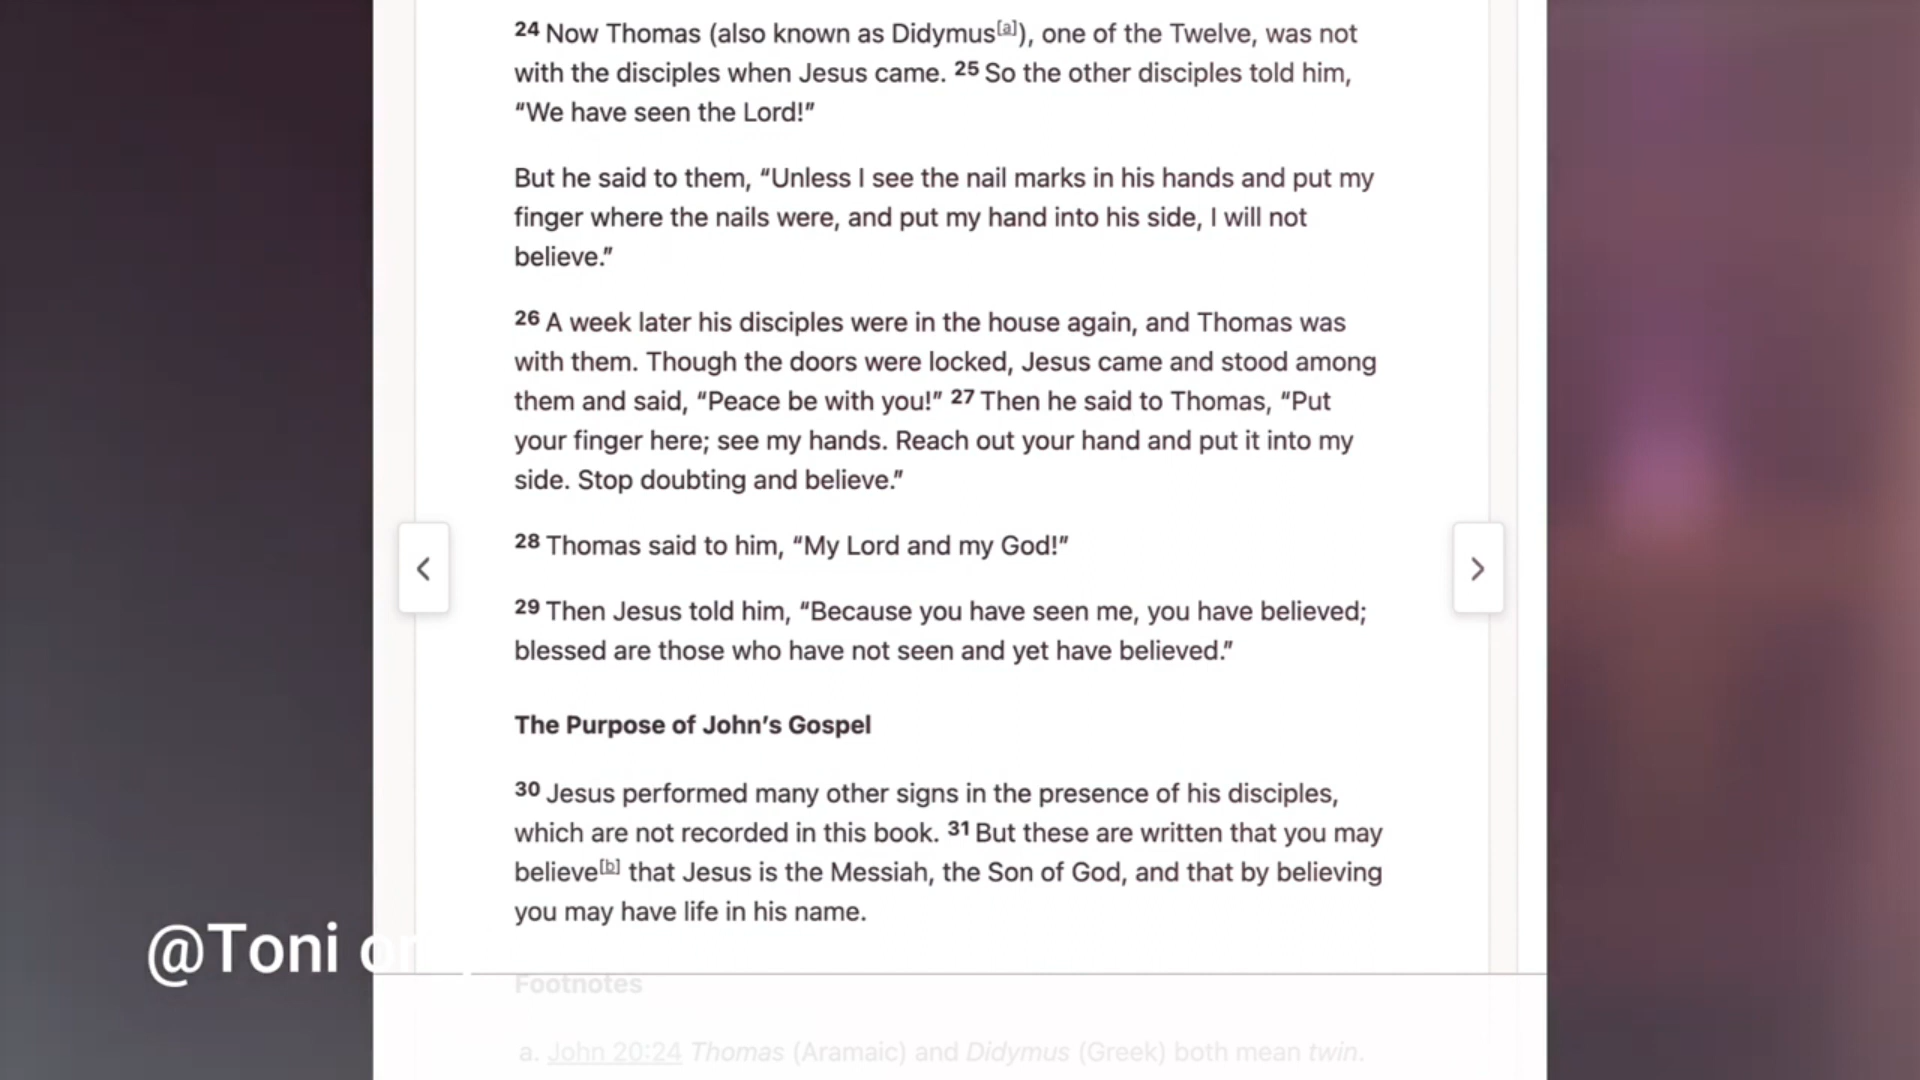 24 Now Thomas (also known as Didymus[a]), one of the Twelve, was not
with the disciples when Jesus came. 25 So the other disciples told him,
“We have seen the Lord!”
But he said to them, “Unless I see the nail marks in his hands and put my
finger where the nails were, and put my hand into his side, I will not
believe.”
26 A week later his disciples were in the house again, and Thomas was
with them. Though the doors were locked, Jesus came and stood among
them and said, “Peace be with you!” 27 Then he said to Thomas, “Put
your finger here; see my hands. Reach out your hand and put it into my
side. Stop doubting and believe.”
28 Thomas said to him, “My Lord and my God!”
29 Then Jesus told him, “Because you have seen me, you have believed;
blessed are those who have not seen and yet have believed.”
The Purpose of John’s Gospel
30 Jesus performed many other signs in the presence of his disciples,
which are not recorded in this book. 31 But these are written that you may
believe[b] that Jesus is the Messiah, the Son of God, and that by believing
you may have life in his name.
@Toni
Footnotes
a. John 20:24 Thomas (Aramaic) and Didymus (Greek) both mean twin.